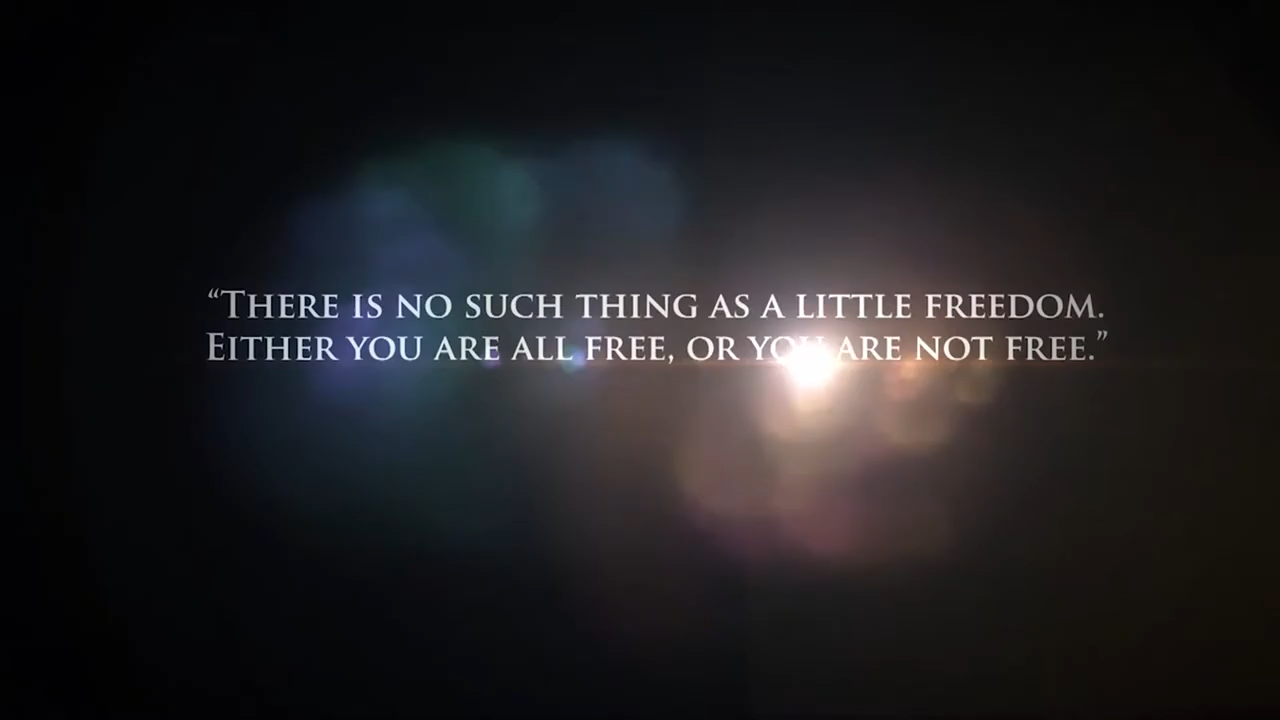 “There is no such thing as a little freedom.
Either you are all free, or you are not free.”